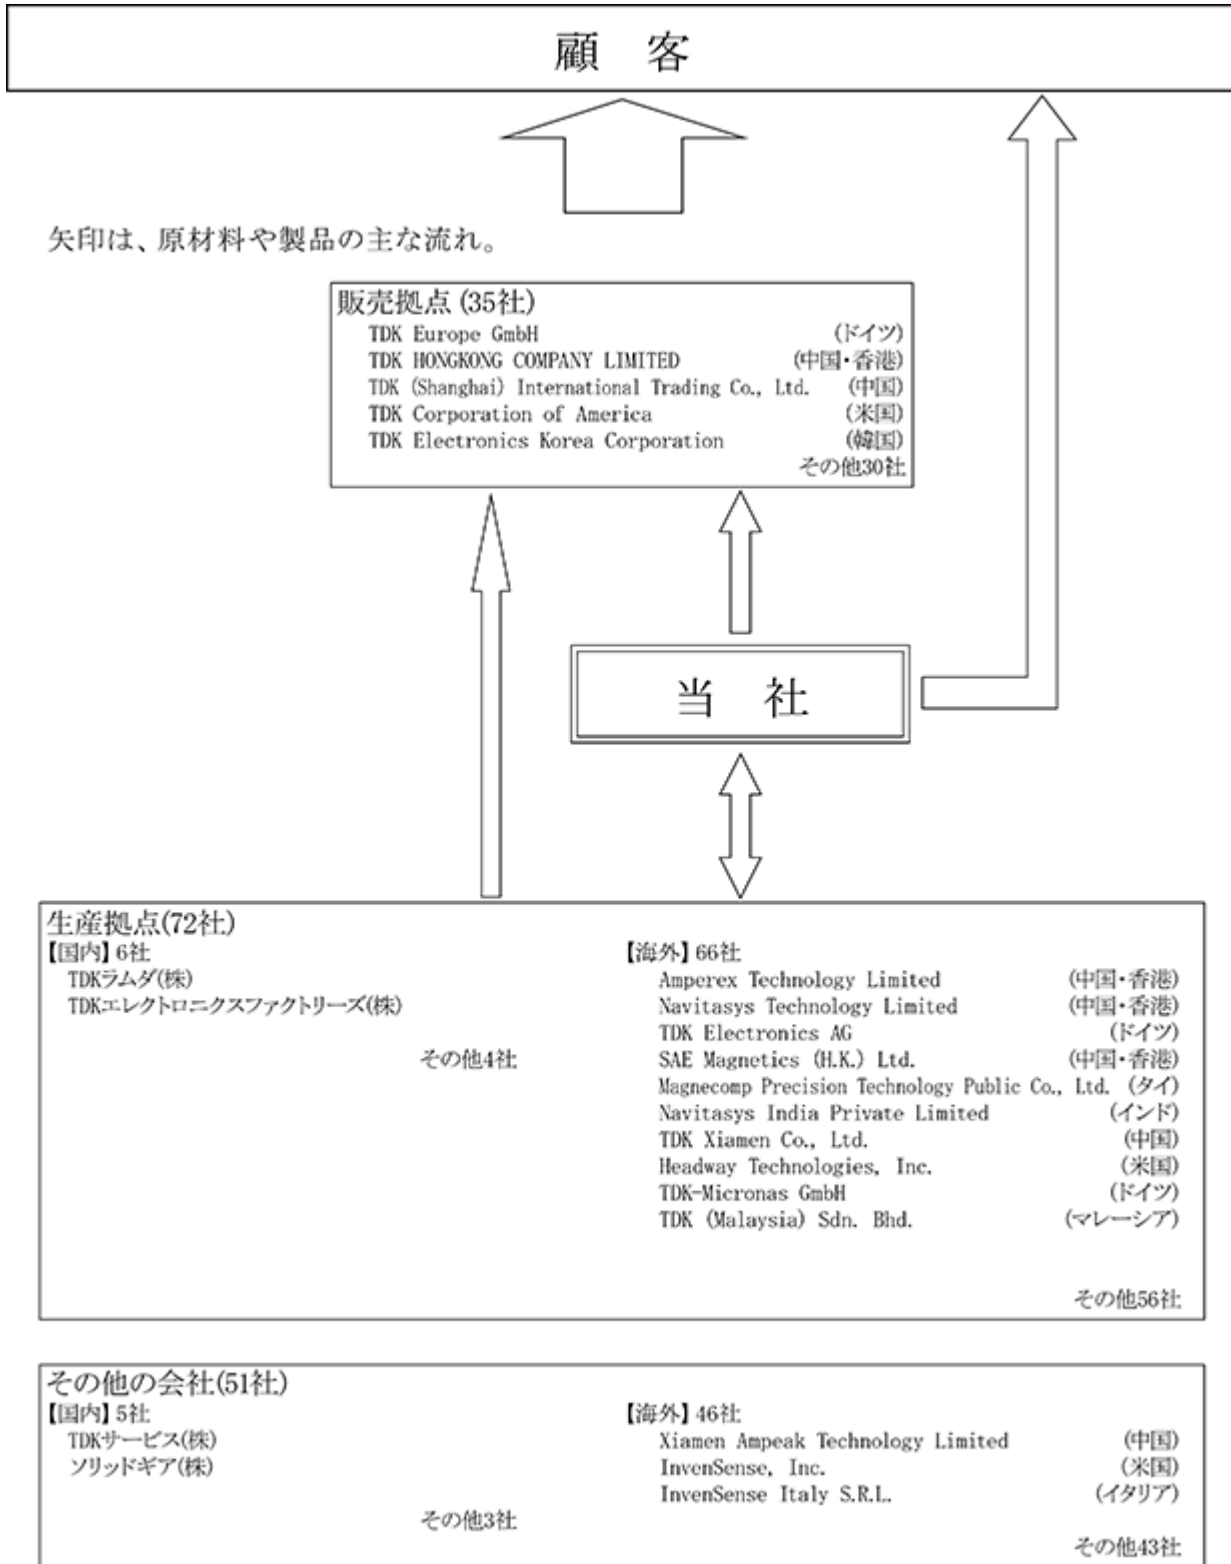 顧 客
矢印は、原材料や製品の主な流れ。
販売拠点(35社)
TDK Europe GmbH (ドイツ)
TDK HONGKONG COMPANY LIMITED (中国・香港)
TDK (Shanghai) International Trading Co., Ltd. (中国)
TDK Corporation of America (米国)
TDK Electronics Korea Corporation (韓国)
その他30社
当 社
生産拠点(72社)
【国内】6社
TDKラムダ(株)
TDKエレクトロニクスファクトリーズ(株)
その他4社
【海外】66社
Amperex Technology Limited (中国・香港)
Navitasys Technology Limited (中国・香港)
TDK Electronics AG (ドイツ)
SAE Magnetics (H.K.) Ltd. (中国・香港)
Magnecomp Precision Technology Public Co., Ltd. (タイ)
Navitasys India Private Limited (インド)
TDK Xiamen Co., Ltd. (中国)
Headway Technologies, Inc. (米国)
TDK-Micronas GmbH (ドイツ)
TDK (Malaysia) Sdn. Bhd. (マレーシア)
その他56社
その他の会社(51社)
【国内】5社
TDKサービス(株)
ソリッドギア(株)
その他3社
【海外】46社
Xiamen Ampeak Technology Limited (中国)
InvenSense, Inc. (米国)
InvenSense Italy S.R.L. (イタリア)
その他43社